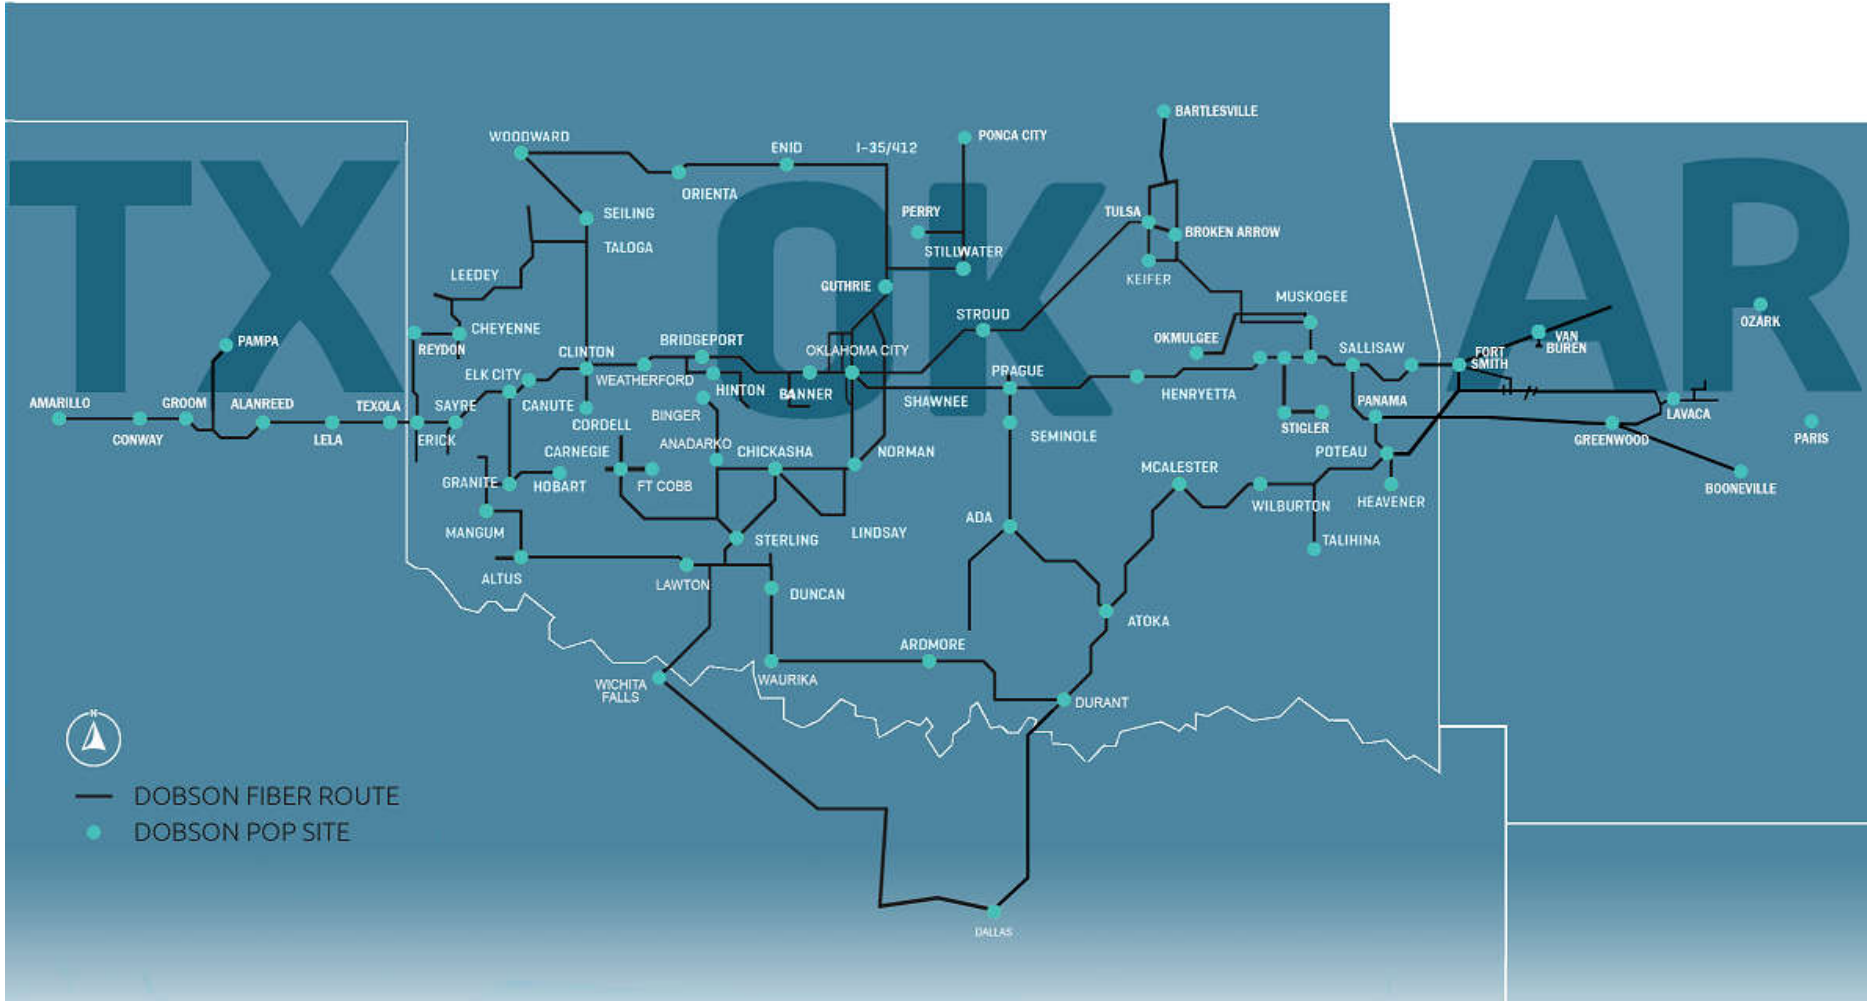 TX
OK
AR
BARTLESVILLE
WOODWARD
PONCA CITY
ENID
I-35/412
ORIENTA
SEILING
PERRY
TULSA
BROKEN ARROW
TALOGA
STILLWATER
LEEDEY
KEIFER
GUTHRIE
MUSKOGEE
STROUD
OZARK
CHEYENNE
REYDON
PAMPA
BRIDGEPORT
OKMULGEE
VAN
BUREN
CLINTON
OKLAHOMA CITY
SALLISAW
FORT
SMITH
ELK CITY
WEATHERFORD
PRAGUE
HINTON
BANNER
HENRYETTA
AMARILLO
GROOM
ALANREED
TEXOLA
SAYRE
CANUTE
BINGER
SHAWNEE
PANAMA
LAVACA
CORDELL
STIGLER
CONWAY
LELA
ERICK
ANADARKO
SEMINOLE
GREENWOOD
PARIS
CARNEGIE
CHICKASHA
NORMAN
POTEAU
MCALESTER
GRANITE
HOBART
FT COBB
BOONEVILLE
WILBURTON
HEAVENER
MANGUM
STERLING
LINDSAY
ADA
TALIHINA
ALTUS
LAWTON
DUNCAN
ATOKA
ARDMORE
WICHITA
FALLS
WAURIKA
DURANT
N
DOBSON FIBER ROUTE
DOBSON POP SITE
DALLAS